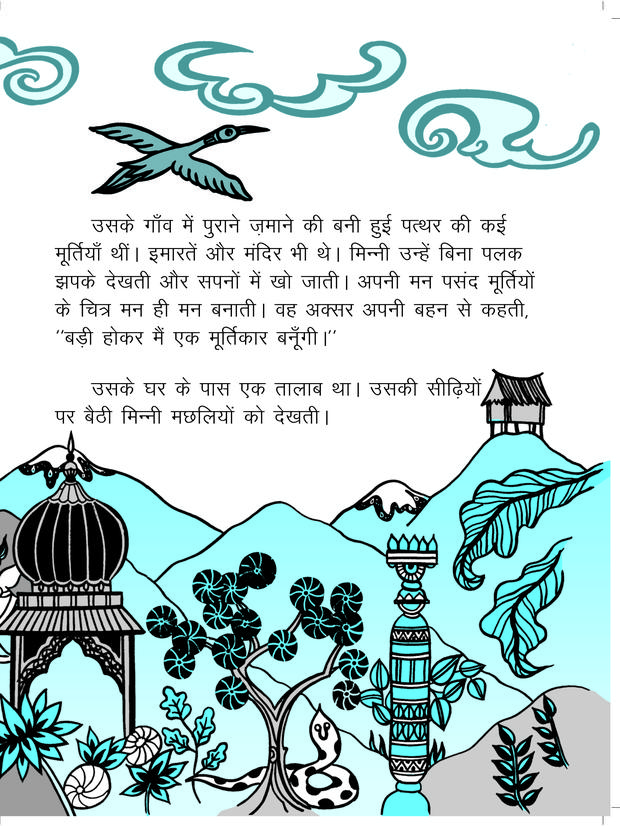 उसके गाँव में पुराने ज़माने की बनी हुई पत्थर की कई
मूर्तियाँ थीं। इमारतें और मंदिर भी थे। मिन्नी उन्हें बिना पलक
झपके देखती और सपनों में खो जाती। अपनी मन पसंद मूर्तियों
के चित्र मन ही मन बनाती। वह अक्सर अपनी बहन से कहती,
“बड़ी होकर मैं एक मूर्तिकार बनूँगी।”
उसके घर के पास एक तालाब था। उसकी सीढ़ियों
पर बैठी मिन्नी मछलियों को देखती।